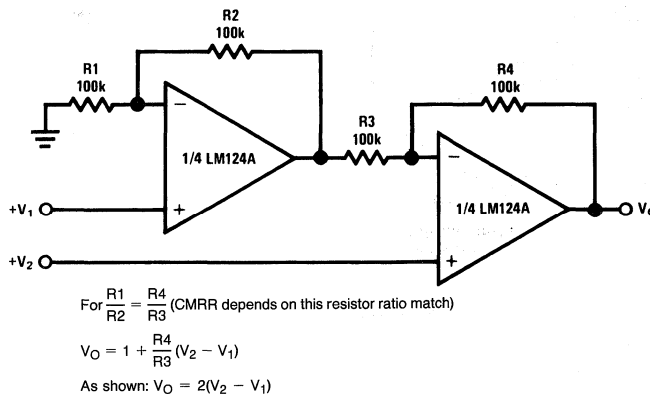 R2
100k
R1
100k
R4
100k
R3
100k
−
1/4 LM124A
+
−
1/4 LM124A
+
+V₁
+V₂
For R1/R2 = R4/R3 (CMRR depends on this resistor ratio match)
V_O = 1 + R4/R3 (V₂ − V₁)
As shown: V_O = 2(V₂ − V₁)